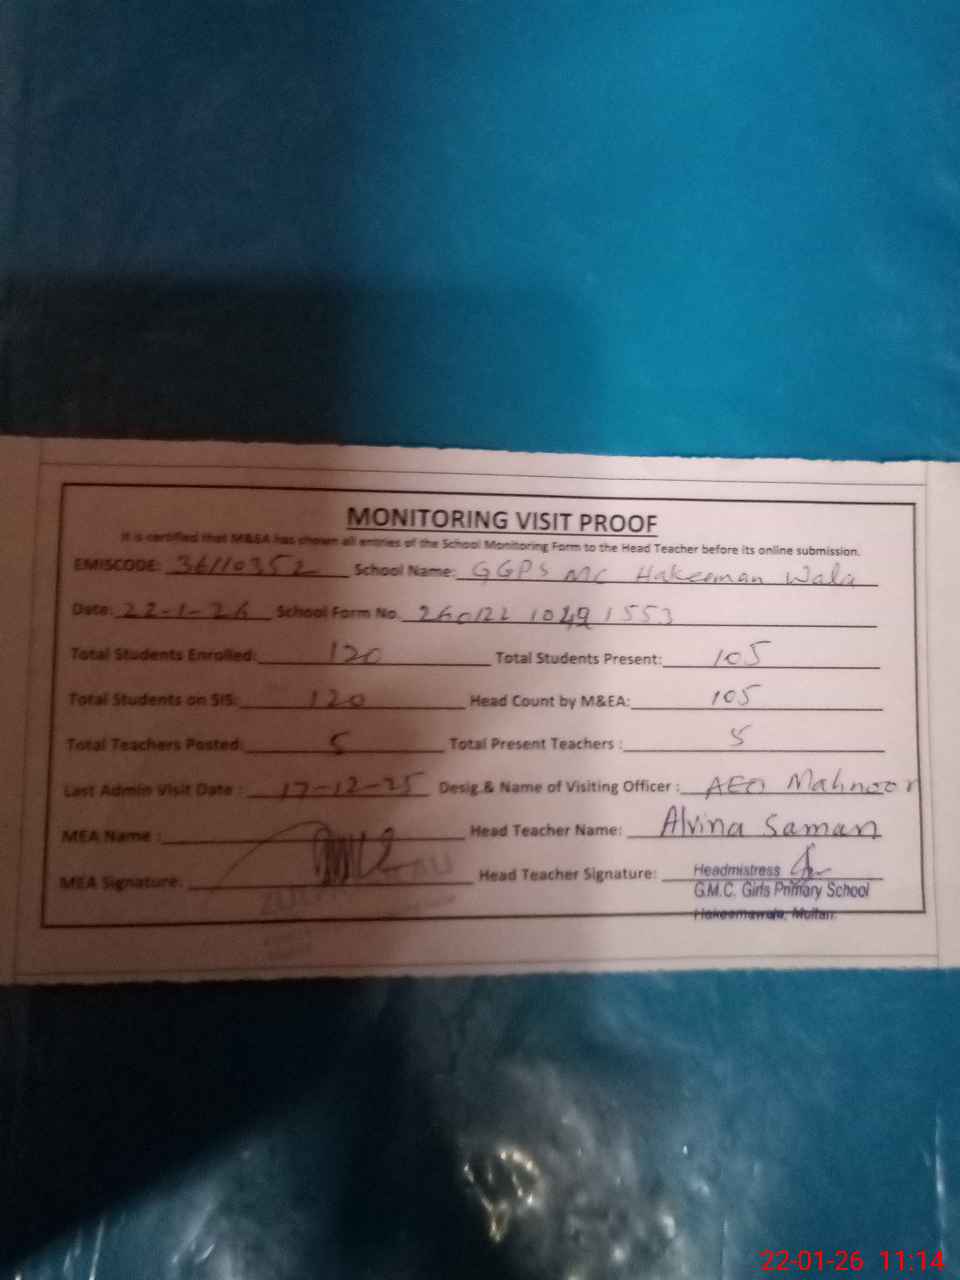 MONITORING VISIT PROOF
It is certified that M&EA has shown all entries of the School Monitoring Form to the Head Teacher before its online submission.
EMISCODE: 36110352 School Name: GGPS MC Hakeeman Wala
Date: 22-1-26 School Form No.
Total Students Enrolled: 120 Total Students Present: 105
Total Students on SIS: 120 Head Count by M&EA: 105
Total Teachers Posted: 5 Total Present Teachers : 5
Last Admin Visit Date : 17-12-25 Desig.& Name of Visiting Officer : AEO Mahnoor
MEA Name : Head Teacher Name: Alvina Saman
MEA Signature: Head Teacher Signature: Headmistress
G.M.C. Girls Primary School
Hakeemawala, Multan.
22-01-26 11:14